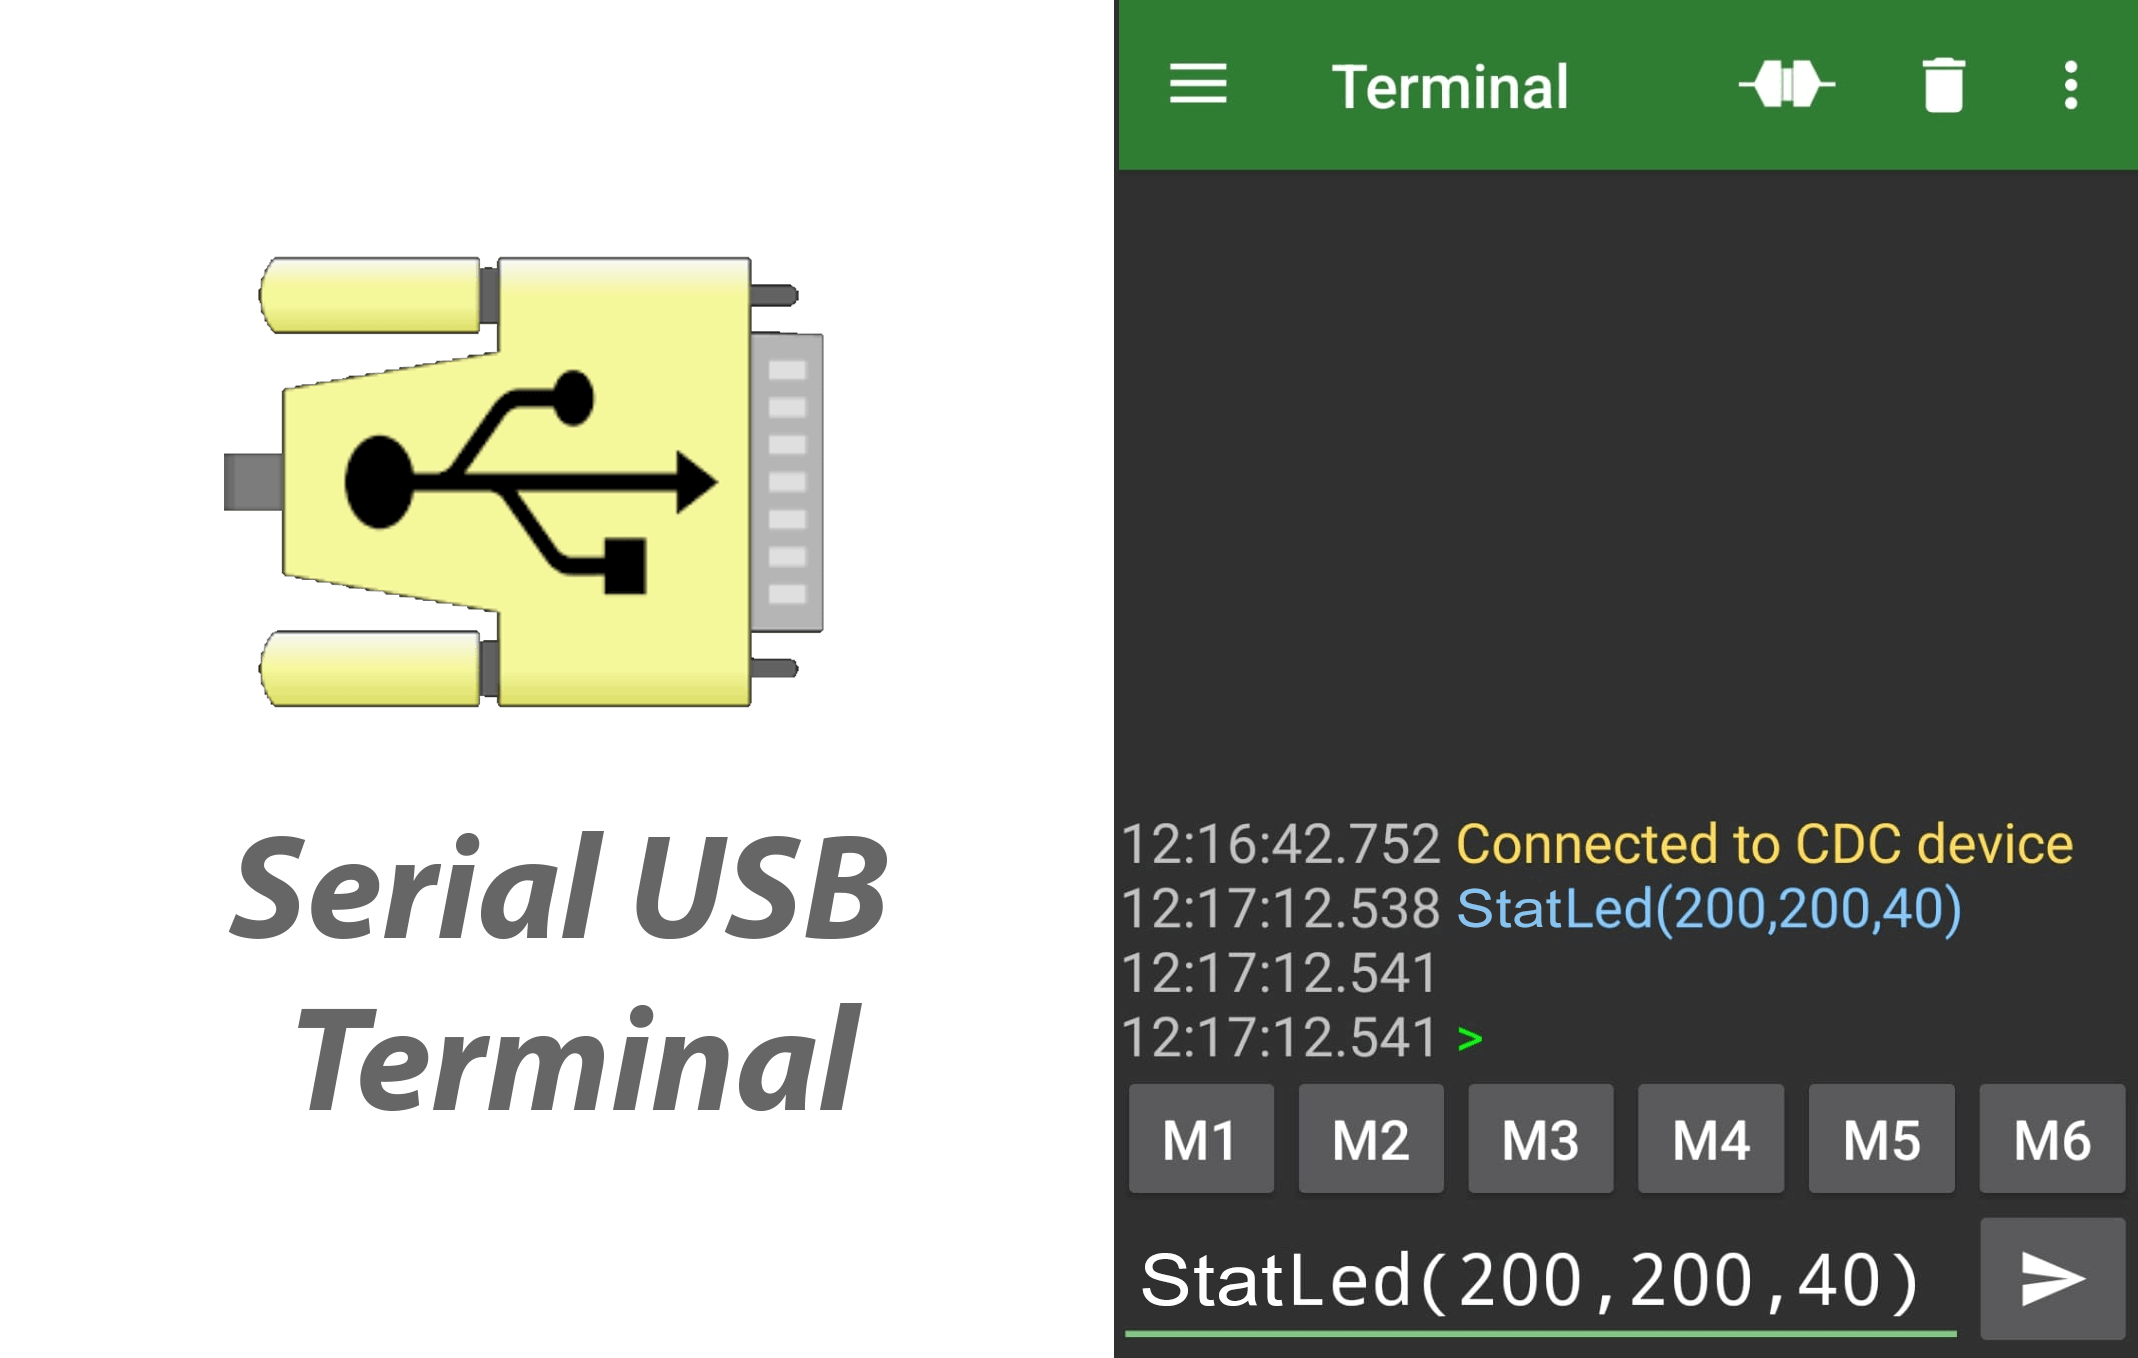 Serial USB
Terminal
Terminal
12:16:42.752 Connected to CDC device
12:17:12.538 StatLed(200,200,40)
12:17:12.541
12:17:12.541 >
M1 M2 M3 M4 M5 M6
StatLed(200,200,40)